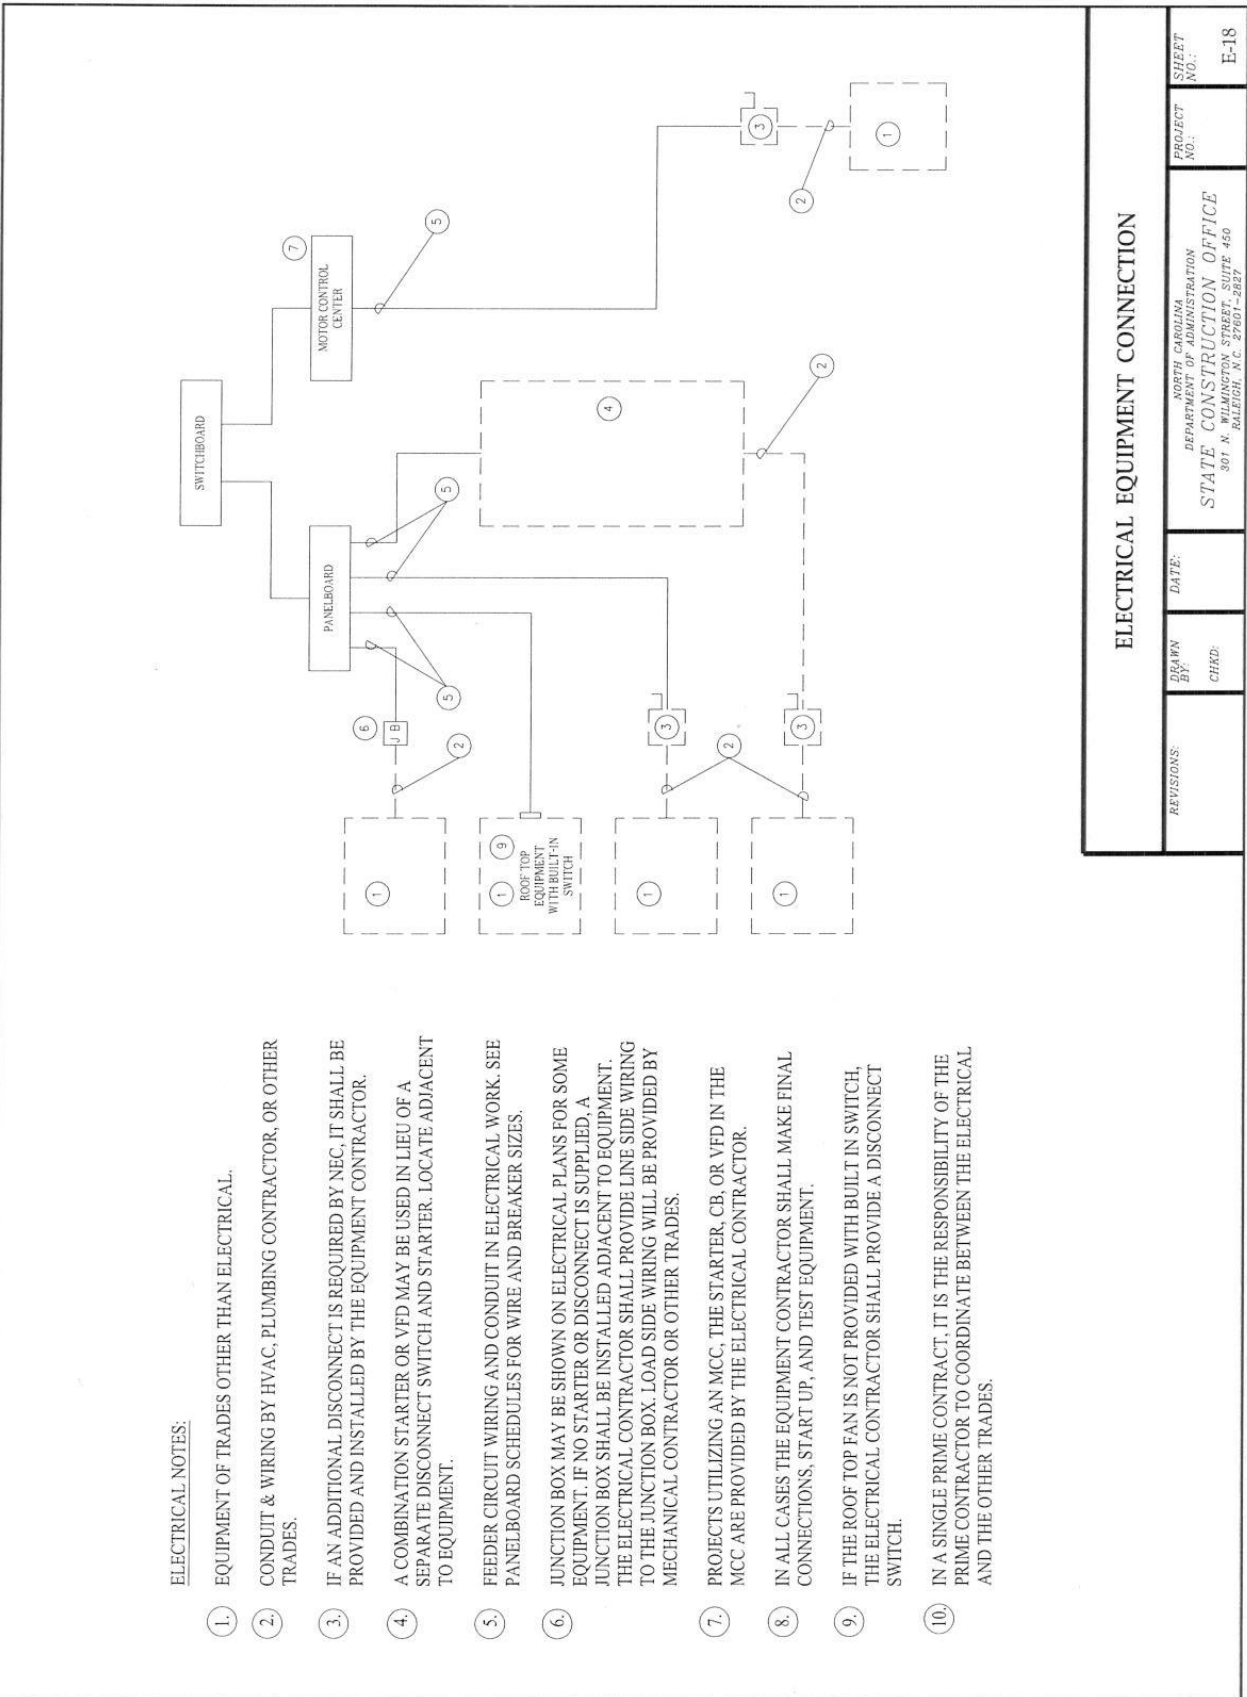 ELECTRICAL NOTES:
1. EQUIPMENT OF TRADES OTHER THAN ELECTRICAL.
2. CONDUIT & WIRING BY HVAC, PLUMBING CONTRACTOR, OR OTHER
TRADES.
3. IF AN ADDITIONAL DISCONNECT IS REQUIRED BY NEC, IT SHALL BE
PROVIDED AND INSTALLED BY THE EQUIPMENT CONTRACTOR.
4. A COMBINATION STARTER OR VFD MAY BE USED IN LIEU OF A
SEPARATE DISCONNECT SWITCH AND STARTER. LOCATE ADJACENT
TO EQUIPMENT.
5. FEEDER CIRCUIT WIRING AND CONDUIT IN ELECTRICAL WORK. SEE
PANELBOARD SCHEDULES FOR WIRE AND BREAKER SIZES.
6. JUNCTION BOX MAY BE SHOWN ON ELECTRICAL PLANS FOR SOME
EQUIPMENT. IF NO STARTER OR DISCONNECT IS SUPPLIED, A
JUNCTION BOX SHALL BE INSTALLED ADJACENT TO EQUIPMENT.
THE ELECTRICAL CONTRACTOR SHALL PROVIDE LINE SIDE WIRING
TO THE JUNCTION BOX. LOAD SIDE WIRING WILL BE PROVIDED BY
MECHANICAL CONTRACTOR OR OTHER TRADES.
7. PROJECTS UTILIZING AN MCC, THE STARTER, CB, OR VFD IN THE
MCC ARE PROVIDED BY THE ELECTRICAL CONTRACTOR.
8. IN ALL CASES THE EQUIPMENT CONTRACTOR SHALL MAKE FINAL
CONNECTIONS, START UP, AND TEST EQUIPMENT.
9. IF THE ROOF TOP FAN IS NOT PROVIDED WITH BUILT IN SWITCH,
THE ELECTRICAL CONTRACTOR SHALL PROVIDE A DISCONNECT
SWITCH.
10. IN A SINGLE PRIME CONTRACT, IT IS THE RESPONSIBILITY OF THE
PRIME CONTRACTOR TO COORDINATE BETWEEN THE ELECTRICAL
AND THE OTHER TRADES.
SWITCHBOARD
7
MOTOR CONTROL
CENTER
PANELBOARD
5
5
5
6
J B
2
3
2
3
3
2
2
4
1
1 9
ROOF TOP
EQUIPMENT
WITH BUILT-IN
SWITCH
1
1
1
ELECTRICAL EQUIPMENT CONNECTION
REVISIONS:
DRAWN
BY:
CHKD:
DATE:
NORTH CAROLINA
DEPARTMENT OF ADMINISTRATION
STATE CONSTRUCTION OFFICE
301 N. WILMINGTON STREET, SUITE 450
RALEIGH, N.C. 27601-2827
PROJECT
NO.:
SHEET
NO.:
E-18